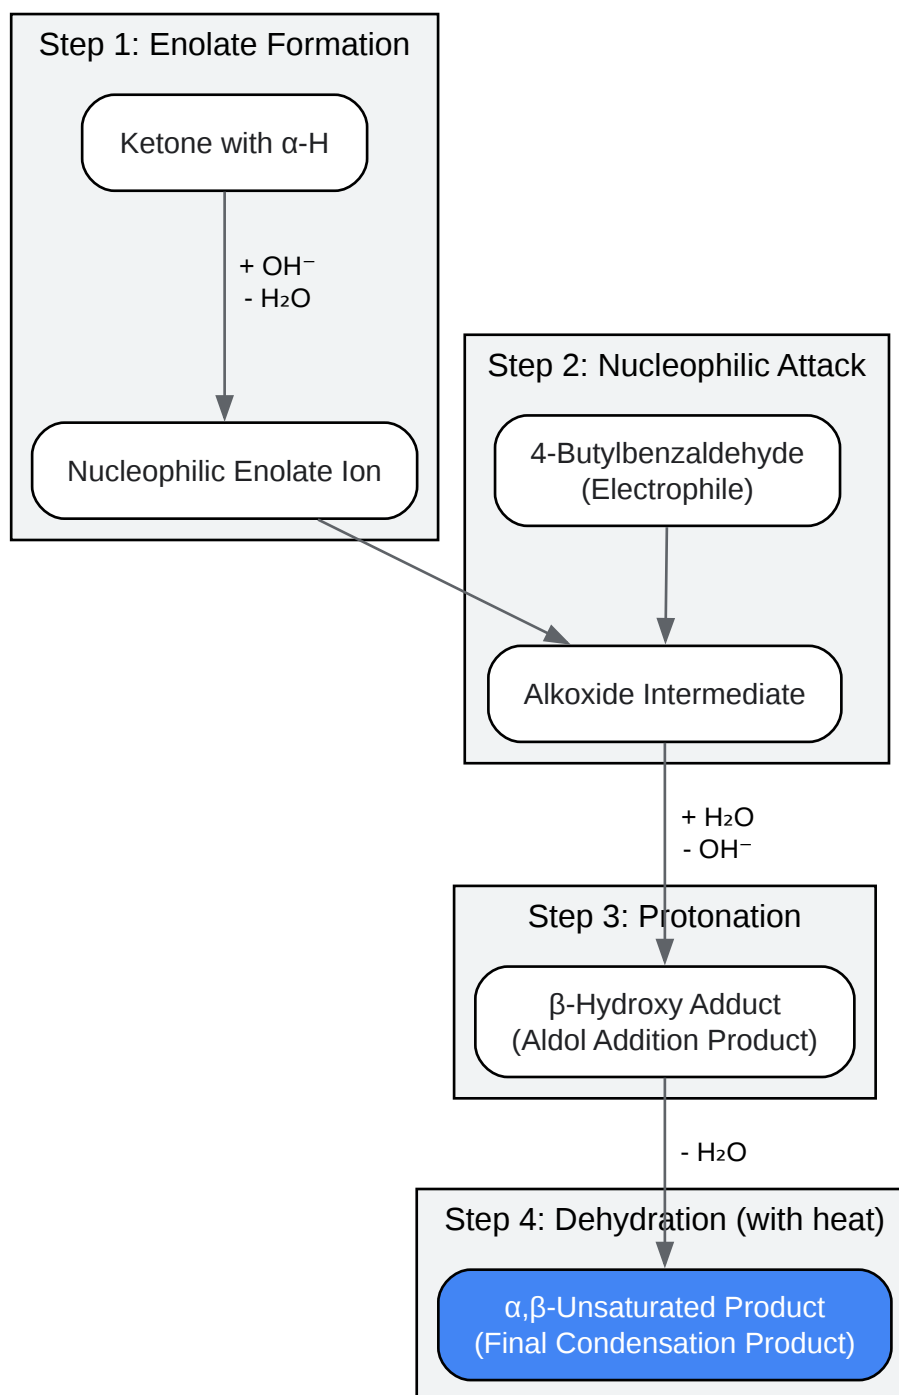 Step 1: Enolate Formation
Ketone with α-H
+ OH⁻
- H₂O
Nucleophilic Enolate Ion
Step 2: Nucleophilic Attack
4-Butylbenzaldehyde
(Electrophile)
Alkoxide Intermediate
+ H₂O
- OH⁻
Step 3: Protonation
β-Hydroxy Adduct
(Aldol Addition Product)
- H₂O
Step 4: Dehydration (with heat)
α,β-Unsaturated Product
(Final Condensation Product)